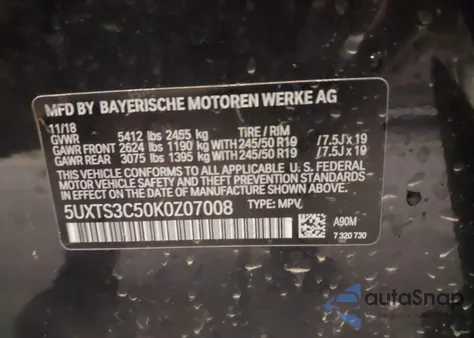 MFD BY BAYERISCHE MOTOREN WERKE AG
11/18
GVWR 5412 lbs 2455 kg TIRE / RIM
GAWR FRONT 2624 lbs 1190 kg WITH 245/50 R19 /7.5J x 19
GAWR REAR 3075 lbs 1395 kg WITH 245/50 R19 /7.5J x 19
THIS VEHICLE CONFORMS TO ALL APPLICABLE U. S. FEDERAL
MOTOR VEHICLE SAFETY, BUMPER, AND THEFT PREVENTION
STANDARDS IN EFFECT ON THE DATE OF MANUFACTURE SHOWN ABOVE.
5UXTS3C50K0Z07008 TYPE: MPV
A90M
7 320 730
autoSnap